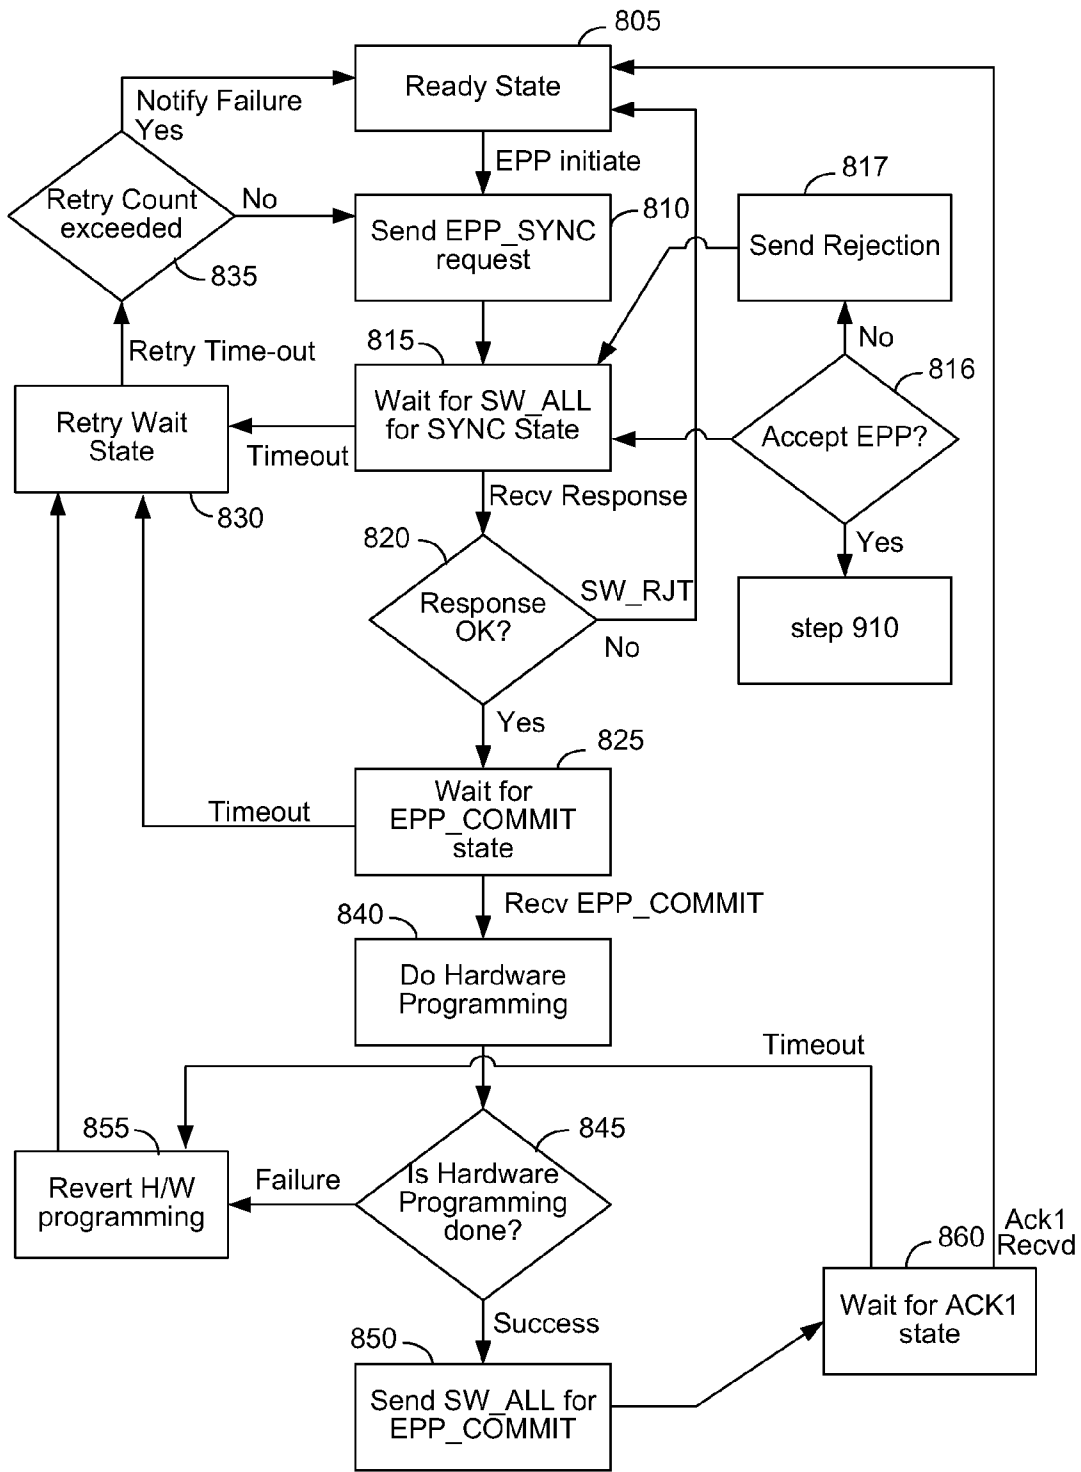 805
Ready State
Notify Failure
Yes
EPP initiate
817
Retry Count
exceeded
No
810
Send EPP_SYNC
request
Send Rejection
835
No
Retry Time-out
815
816
Wait for SW_ALL
for SYNC State
Retry Wait
State
Accept EPP?
Timeout
Recv Response
830
820
Yes
Response
OK?
SW_RJT
No
step 910
Yes
825
Wait for
EPP_COMMIT
state
Timeout
Recv EPP_COMMIT
840
Do Hardware
Programming
Timeout
855
845
Revert H/W
programming
Failure
Is Hardware
Programming
done?
Ack1
Recvd
860
Wait for ACK1
state
Success
850
Send SW_ALL for
EPP_COMMIT